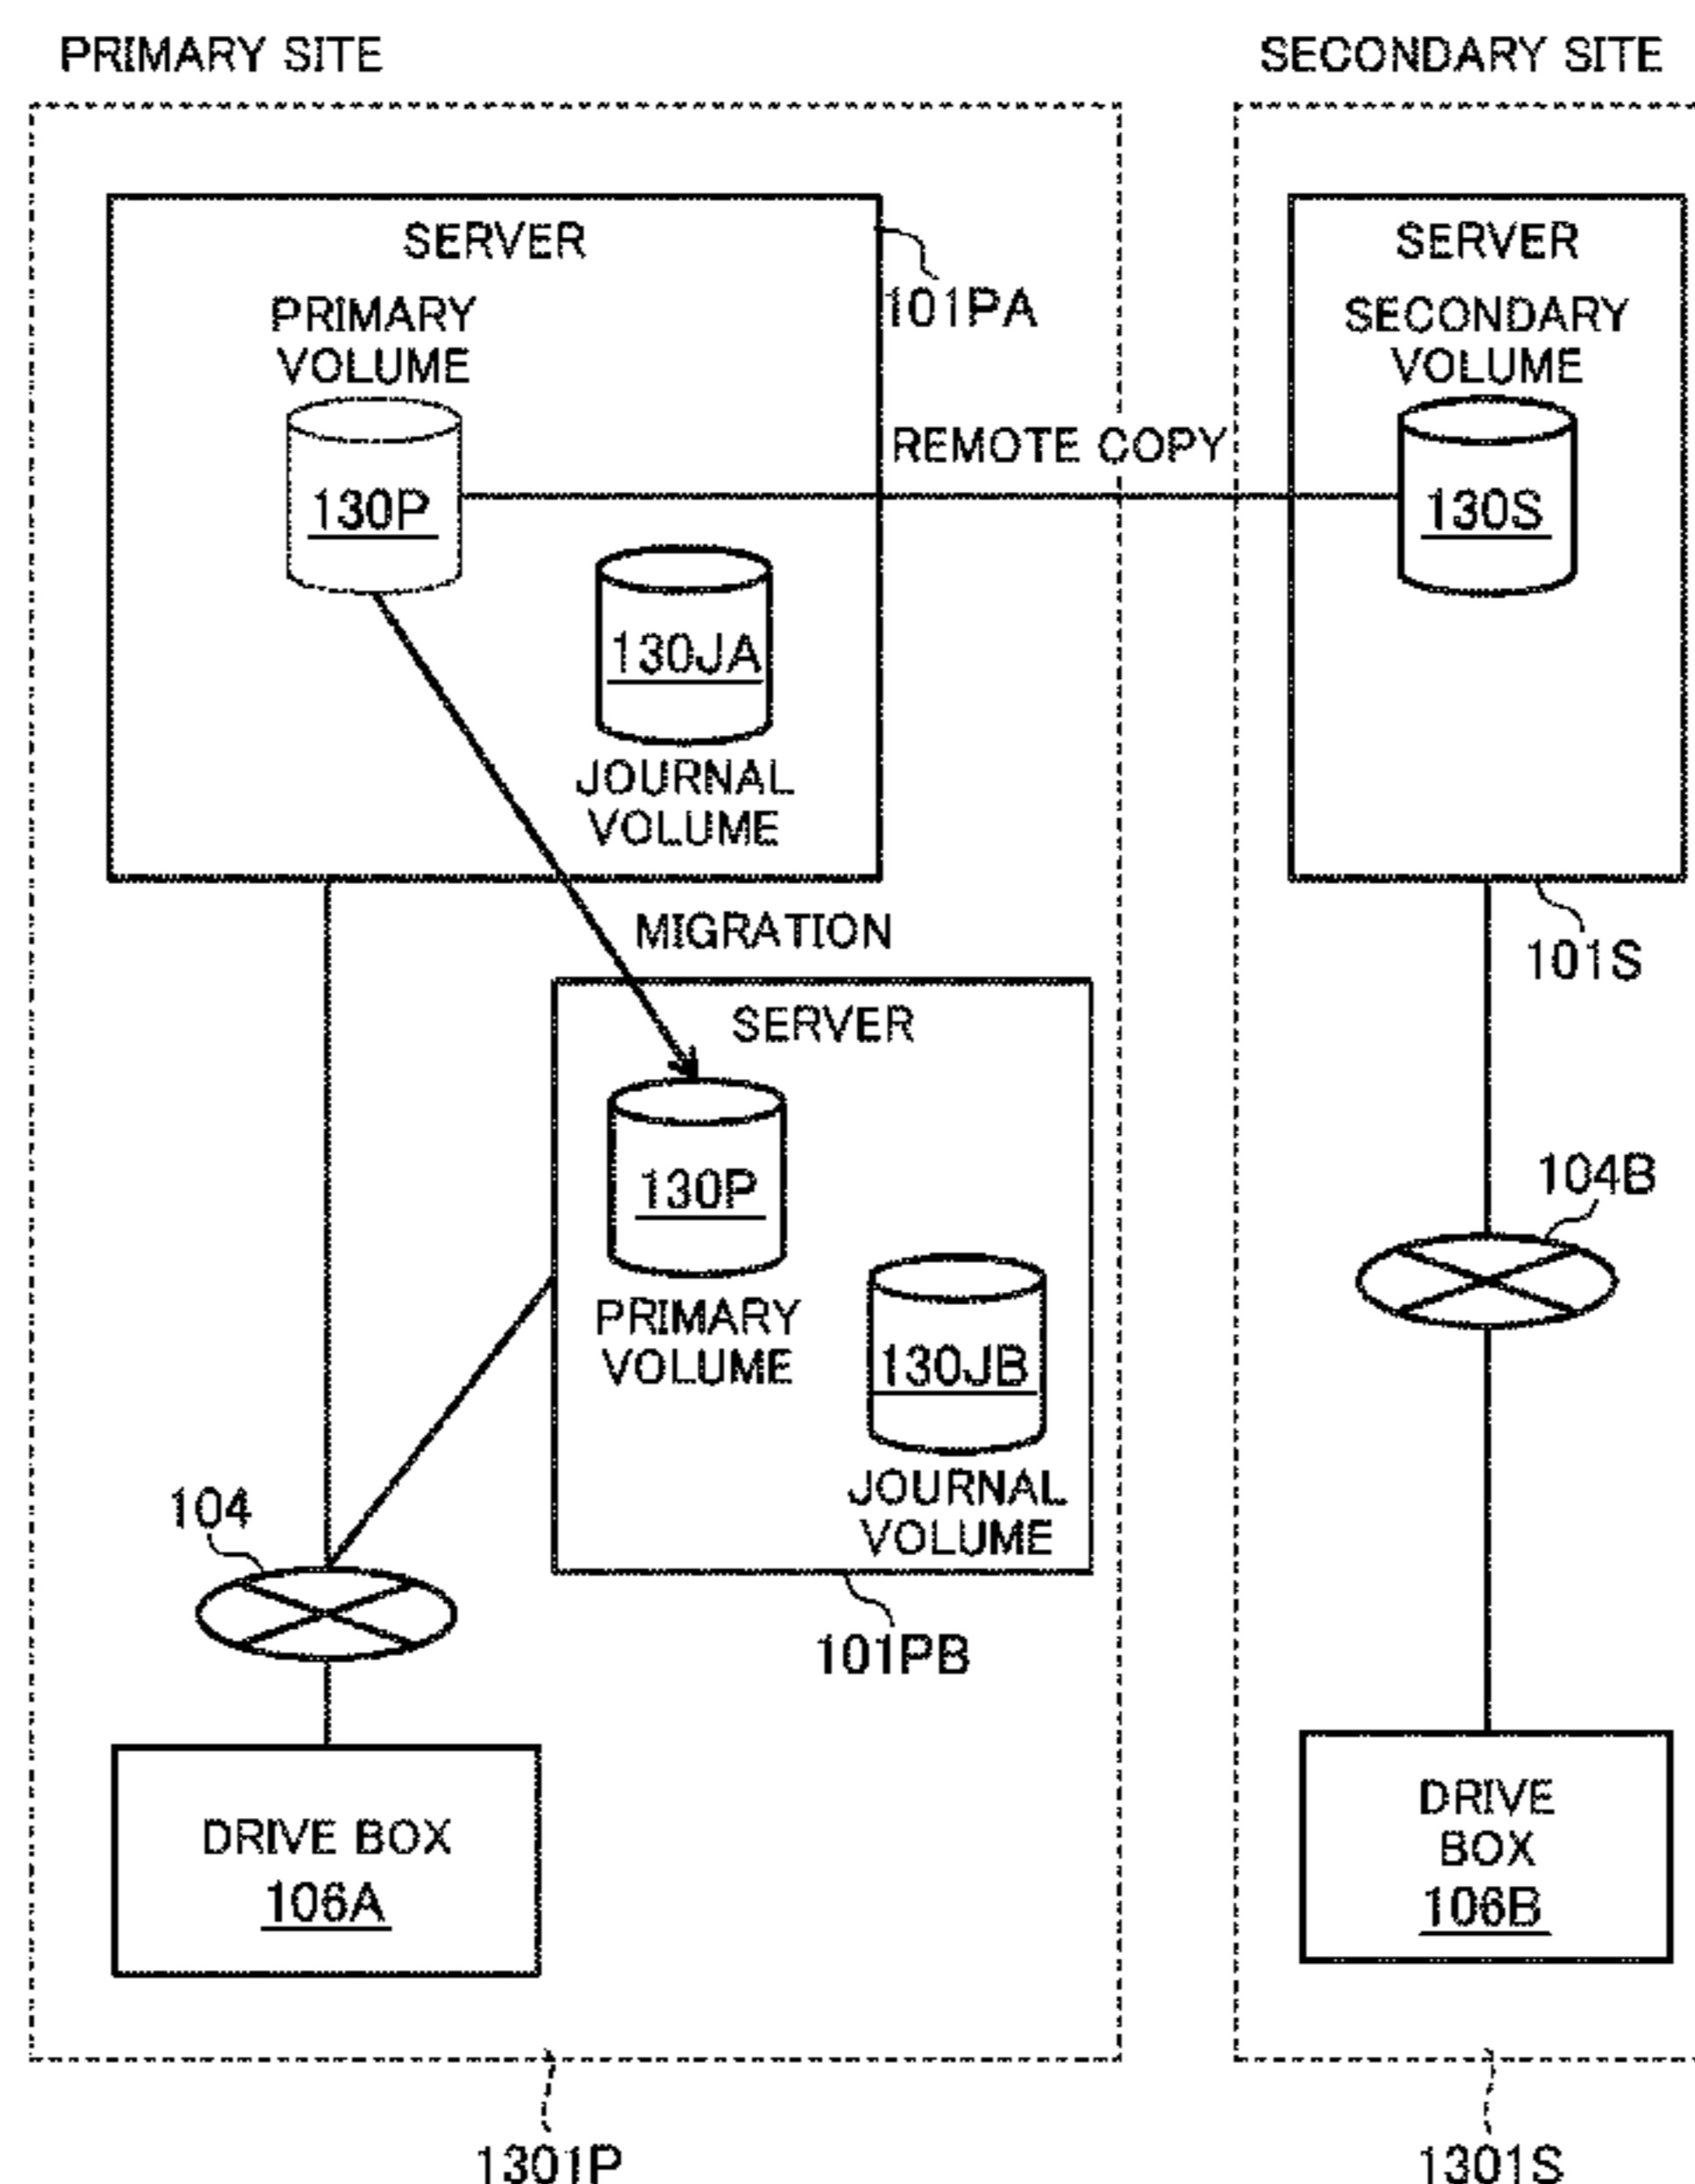 PRIMARY SITE
SECONDARY SITE
SERVER
101PA
PRIMARY
VOLUME
130P
REMOTE COPY
130JA
JOURNAL
VOLUME
SERVER
SECONDARY
VOLUME
130S
101S
MIGRATION
SERVER
130P
PRIMARY
VOLUME
130JB
JOURNAL
VOLUME
101PB
104
104B
DRIVE BOX
106A
DRIVE
BOX
106B
1301P
1301S